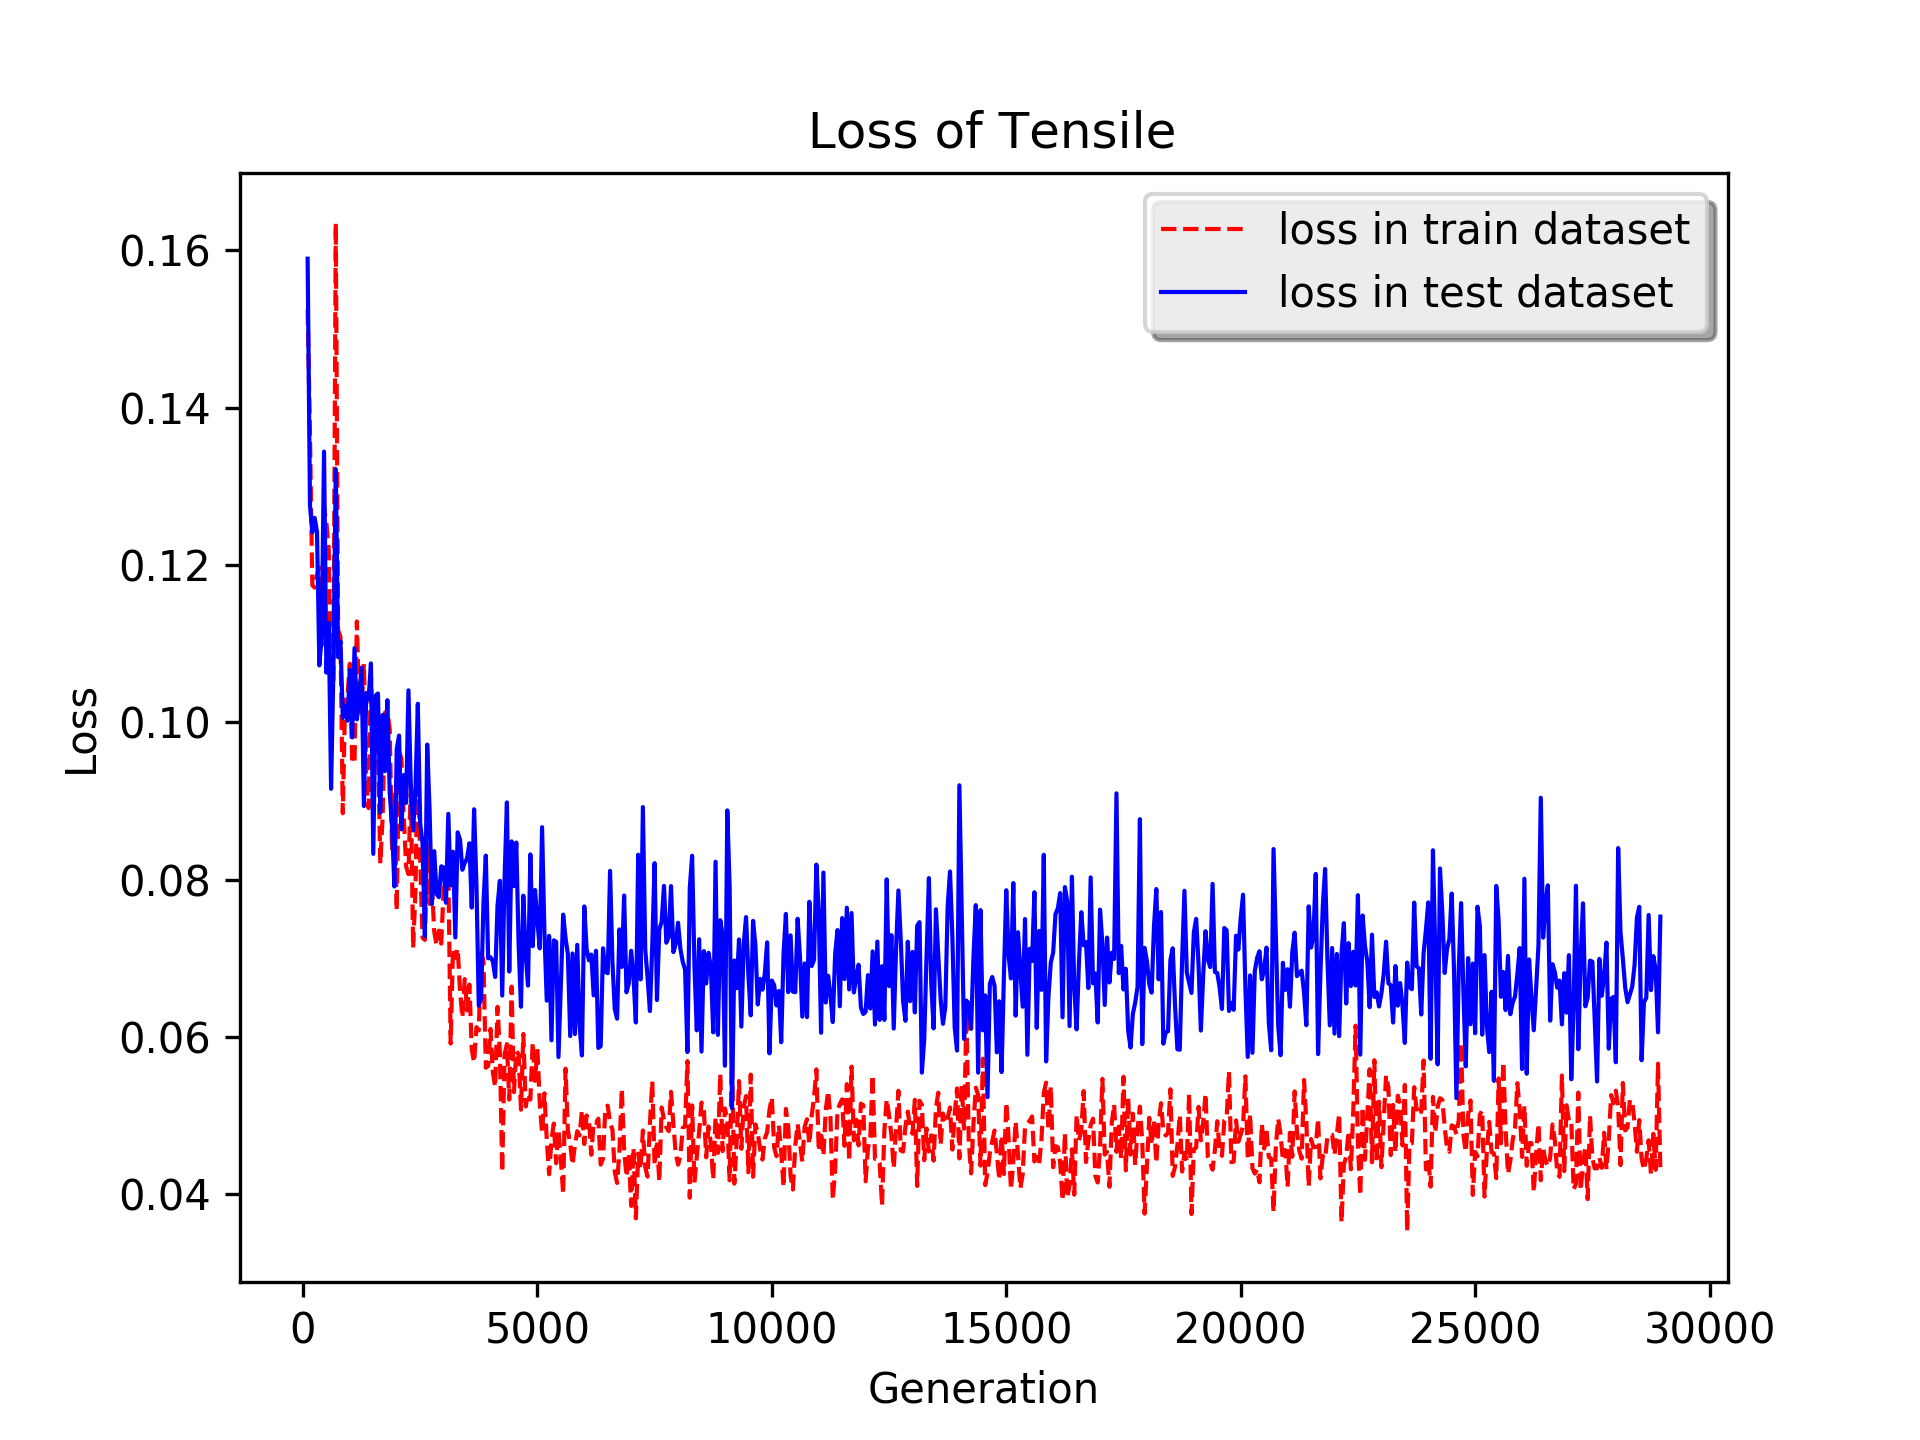 Loss of Tensile
loss in train dataset
loss in test dataset
0.16
0.14
0.12
0.10
0.08
0.06
0.04
Loss
0 5000 10000 15000 20000 25000 30000
Generation